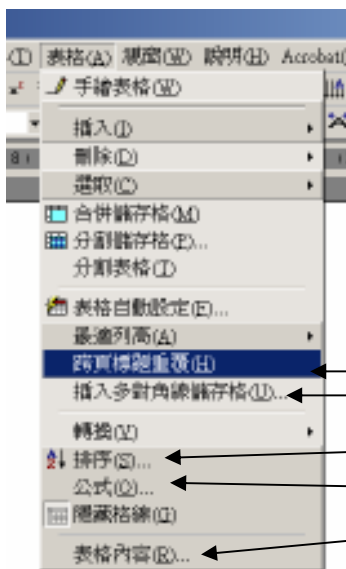 (I) 表格(A) 視窗(W) 說明(H) Acrobat(
手繪表格(W)
插入(I)
刪除(D)
選取(C)
合併儲存格(M)
分割儲存格(P)...
分割表格(T)
表格自動設定(F)...
最適列高(A)
跨頁標題重覆(H)
插入多對角線儲存格(U)...
轉換(V)
排序(S)...
公式(O)...
隱藏格線(G)
表格內容(R)...